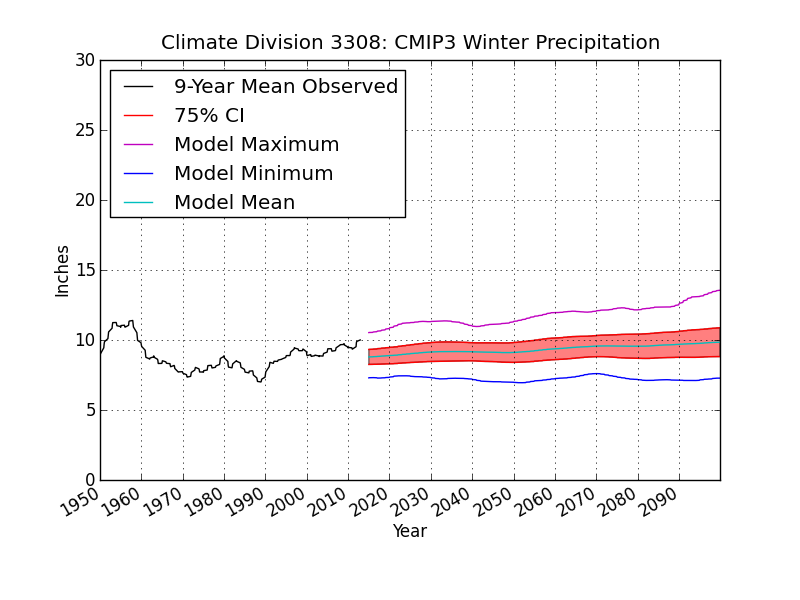 Climate Division 3308: CMIP3 Winter Precipitation
30
25
20
15
10
5
0
Inches
9-Year Mean Observed
75% CI
Model Maximum
Model Minimum
Model Mean
1950 1960 1970 1980 1990 2000 2010 2020 2030 2040 2050 2060 2070 2080 2090
Year